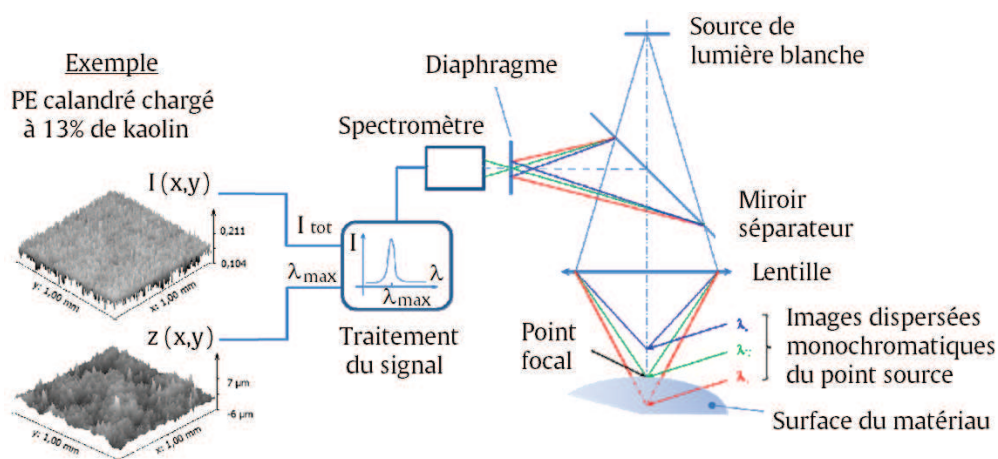 Exemple
PE calandré chargé
à 13% de kaolin
I (x,y)
0,211
0,104
y: 1,00 mm
x: 1,00 mm
z (x,y)
7 µm
-6 µm
y: 1,00 mm
x: 1,00 mm
I tot
λmax
I
λ
λmax
Traitement
du signal
Spectromètre
Diaphragme
Source de
lumière blanche
Miroir
séparateur
Lentille
Point
focal
Images dispersées
monochromatiques
du point source
Surface du matériau